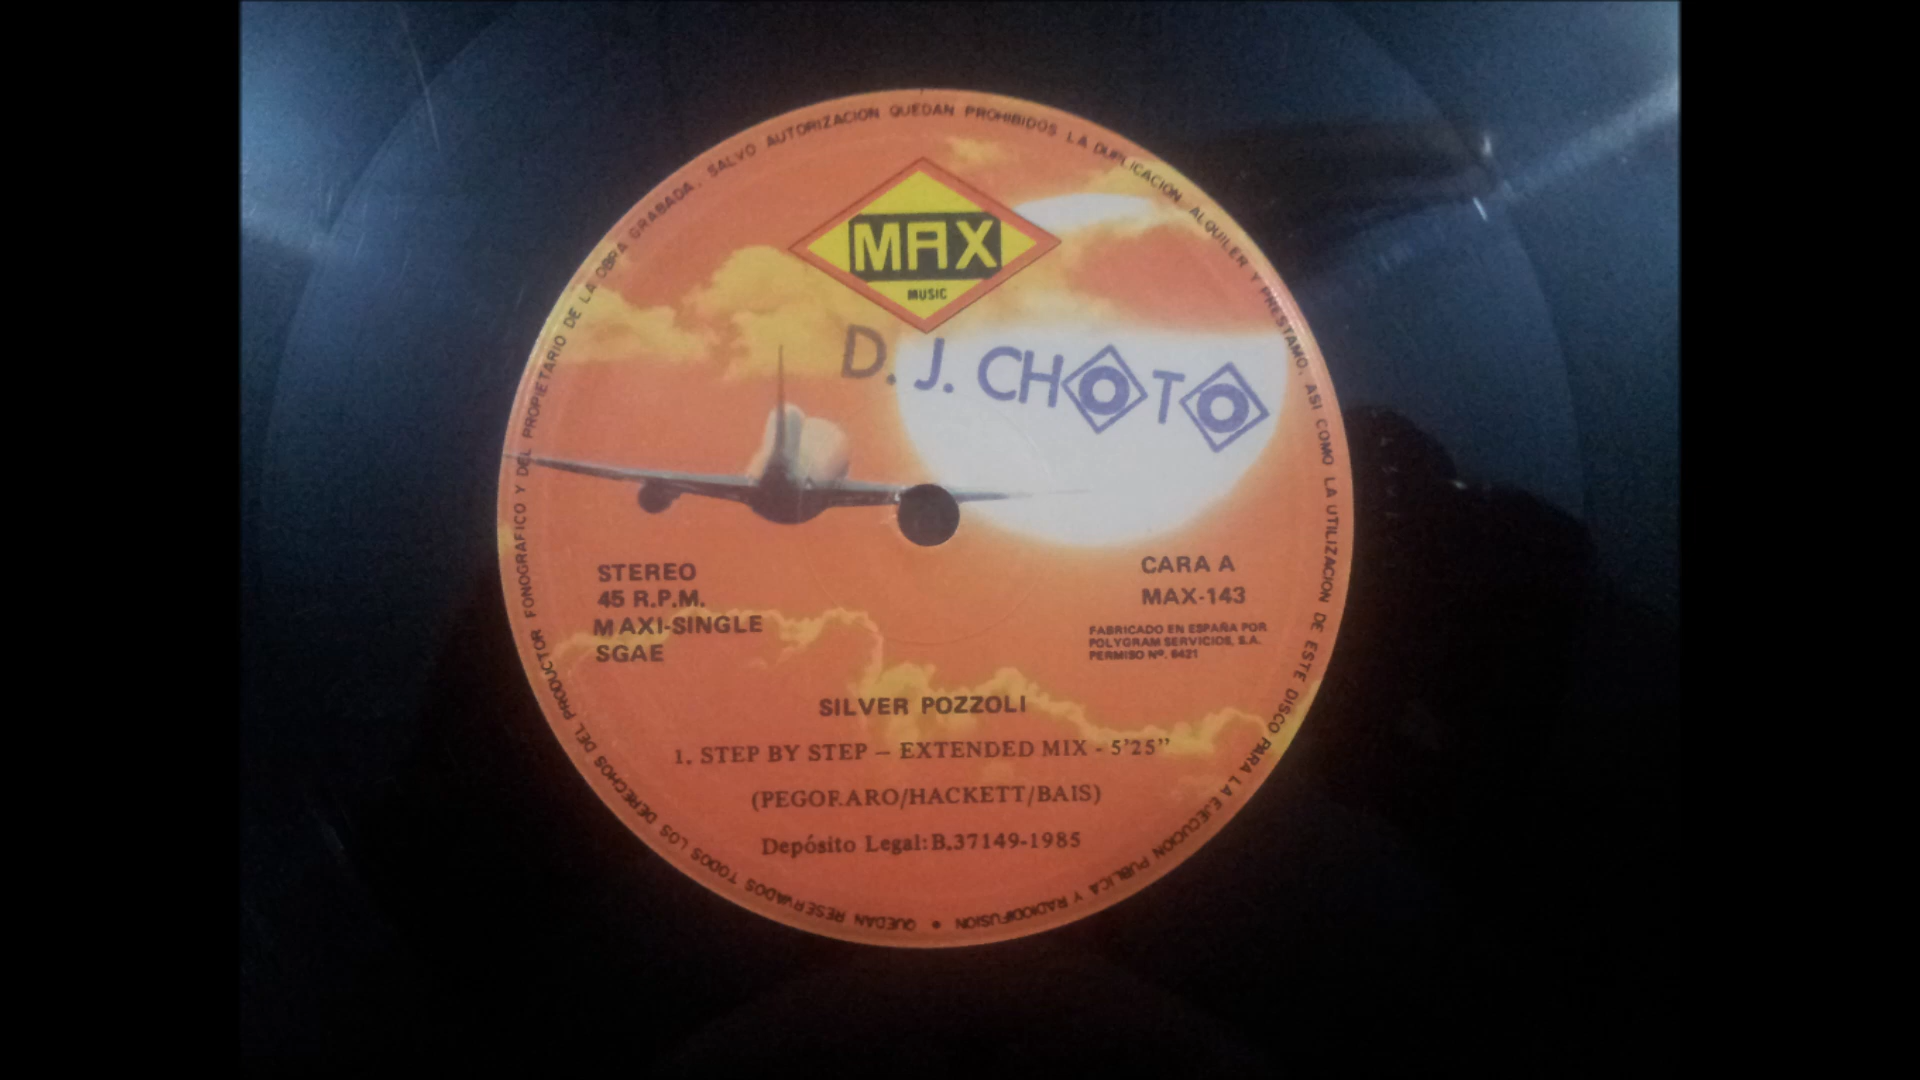 MAX
MUSIC
D. J. CHOTO
STEREO
45 R.P.M.
MAXI-SINGLE
SGAE
CARA A
MAX-143
FABRICADO EN ESPAÑA POR
POLYGRAM SERVICIOS, S.A.
PERMISO Nº. 6421
SILVER POZZOLI
1. STEP BY STEP – EXTENDED MIX - 5'25"
(PEGOF.ARO/HACKETT/BAIS)
Depósito Legal: B.37149-1985
QUEDAN RESERVADOS TODOS LOS DERECHOS DEL PRODUCTOR FONOGRAFICO Y DEL PROPIETARIO DE LA OBRA GRABADA. SALVO AUTORIZACION QUEDAN PROHIBIDOS LA DUPLICACION ALQUILER Y PRESTAMO. ASI COMO LA UTILIZACION DE ESTE DISCO PARA LA EJECUCION PUBLICA Y RADIODIFUSION •